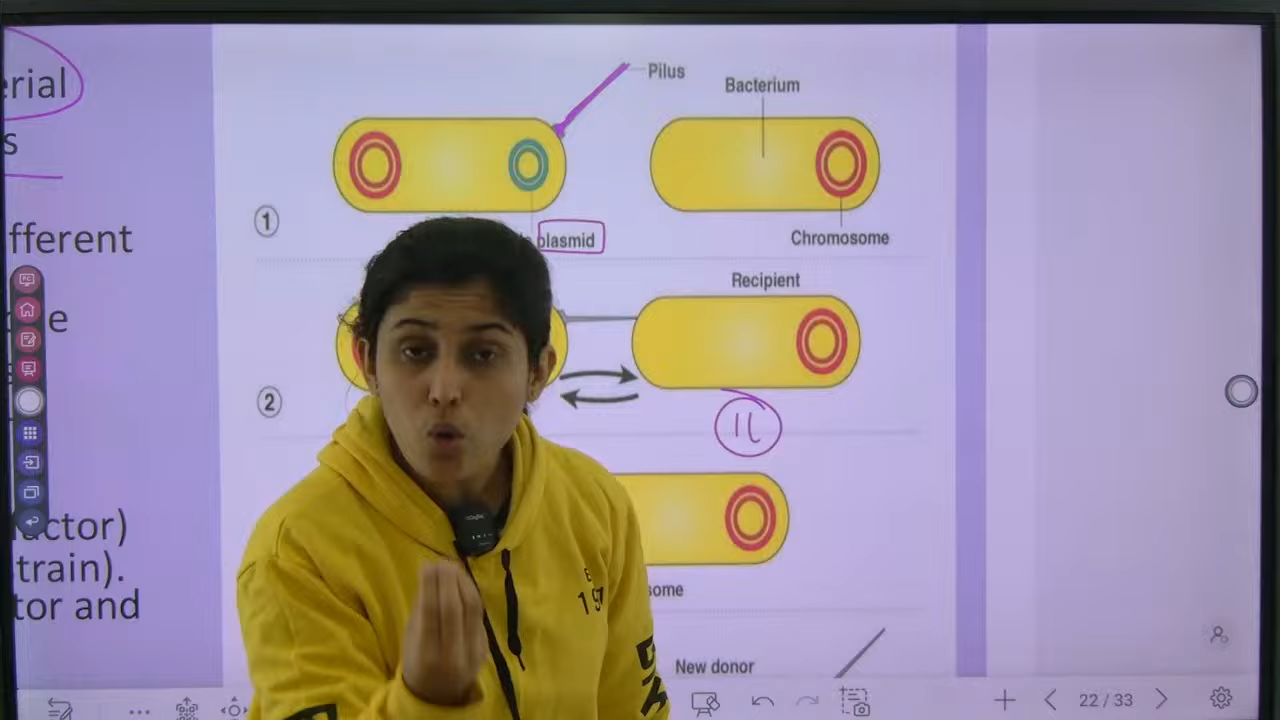 erial
s
fferent
e
actor)
train).
tor and
Pilus
Bacterium
1
plasmid
Chromosome
Recipient
2
some
New donor
22 / 33